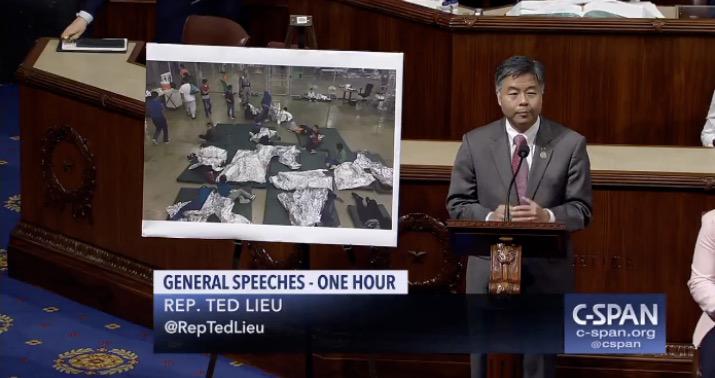 GENERAL SPEECHES - ONE HOUR
REP. TED LIEU
@RepTedLieu
C-SPAN
c-span.org
@cspan